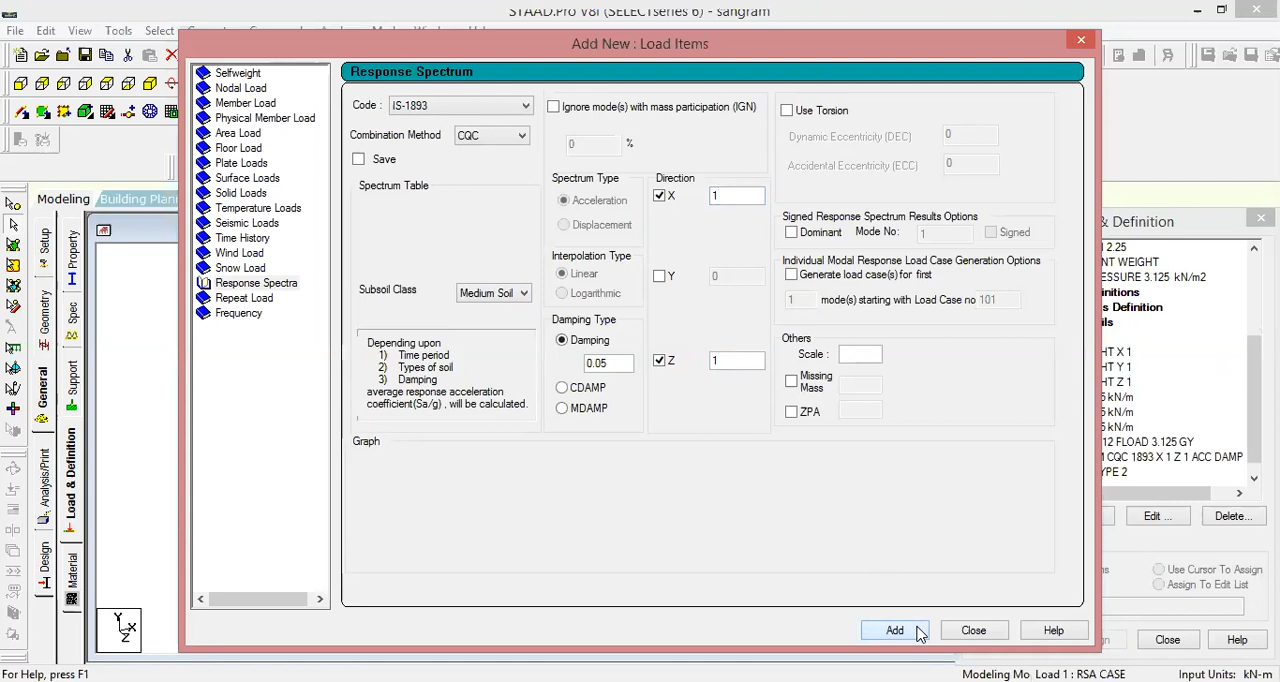 STAAD.Pro V8i (SELECTseries 6) - sangram
File Edit View Tools Select
Add New : Load Items
Selfweight
Nodal Load
Member Load
Physical Member Load
Area Load
Floor Load
Plate Loads
Surface Loads
Solid Loads
Temperature Loads
Seismic Loads
Time History
Wind Load
Snow Load
Response Spectra
Repeat Load
Frequency
Response Spectrum
Code : IS-1893
Combination Method CQC
Save
Spectrum Table
Subsoil Class Medium Soil
Depending upon
1) Time period
2) Types of soil
3) Damping
average response acceleration
coefficient(Sa/g) , will be calculated.
Ignore mode(s) with mass participation (IGN)
0 %
Spectrum Type
Acceleration
Displacement
Interpolation Type
Linear
Logarithmic
Damping Type
Damping
0.05
CDAMP
MDAMP
Direction
X 1
Y 0
Z 1
Use Torsion
Dynamic Eccentricity (DEC) 0
Accidental Eccentricity (ECC) 0
Signed Response Spectrum Results Options
Dominant Mode No: 1 Signed
Individual Modal Response Load Case Generation Options
Generate load case(s) for first
1 mode(s) starting with Load Case no 101
Others
Scale :
Missing
Mass
ZPA
Graph
Add Close Help
Modeling Building Plan
Setup
Geometry
General
Analysis/Print
Design
Property
Spec
Support
Load & Definition
Material
Y
X
Z
& Definition
2.25
NT WEIGHT
ESSURE 3.125 kN/m2
initions
s Definition
ils
HT X 1
HT Y 1
HT Z 1
5 kN/m
6 kN/m
6 kN/m
12 FLOAD 3.125 GY
M CQC 1893 X 1 Z 1 ACC DAMP
YPE 2
Edit ... Delete...
Use Cursor To Assign
Assign To Edit List
Close Help
For Help, press F1
Modeling Mo Load 1 : RSA CASE Input Units: kN-m